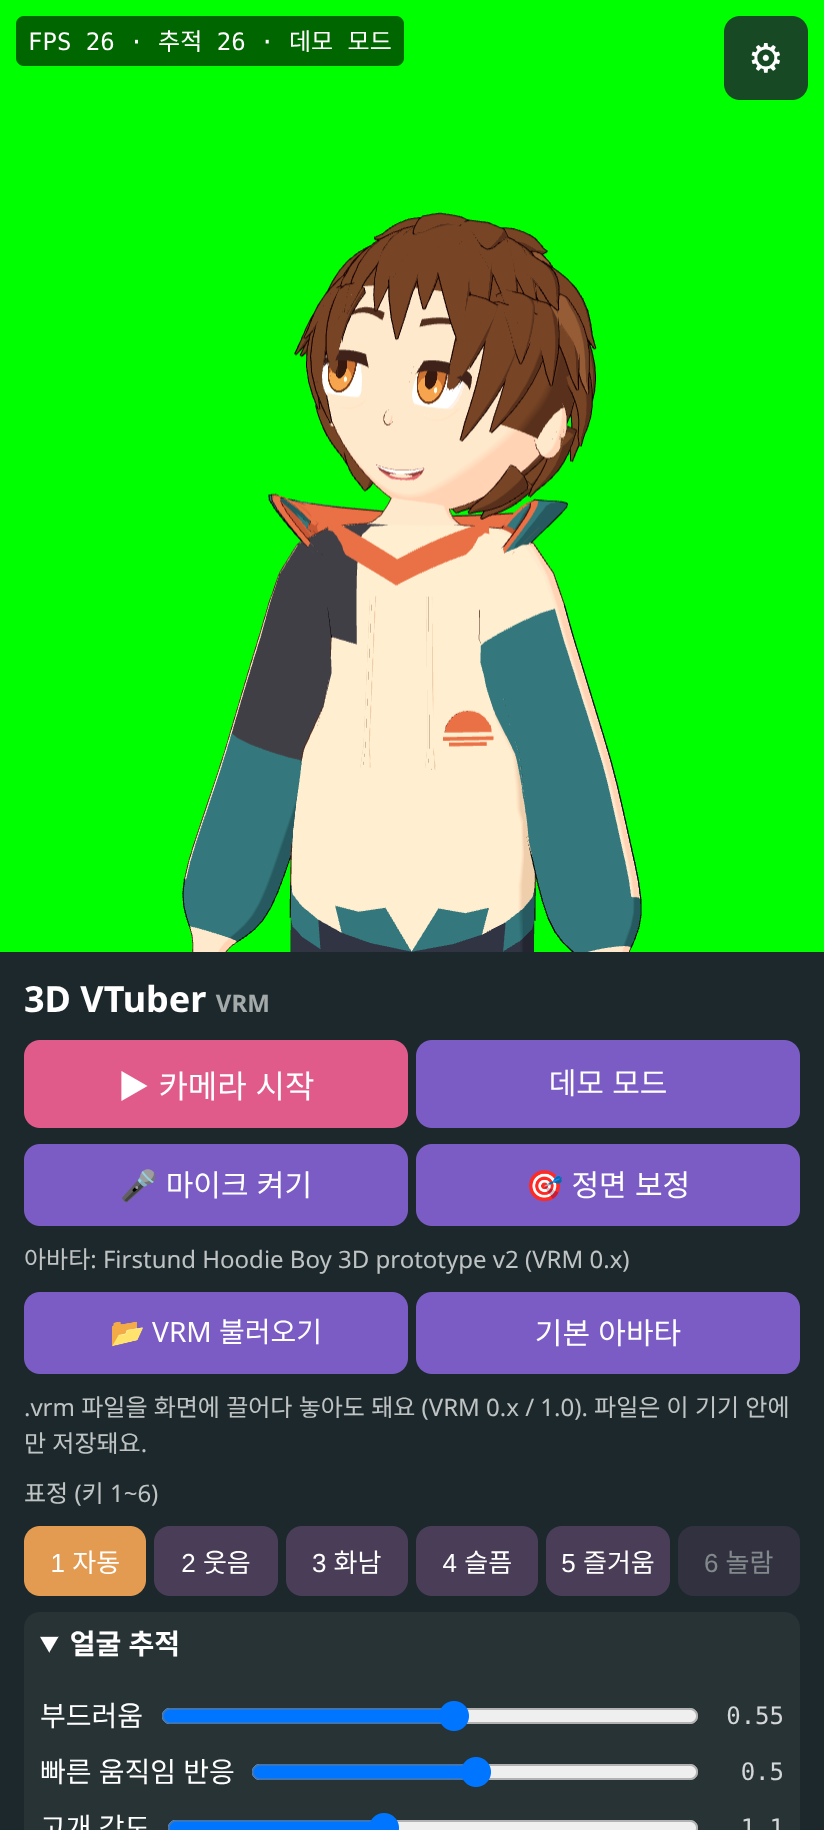 FPS 26 · 추적 26 · 데모 모드
3D VTuber VRM
▶ 카메라 시작
데모 모드
🎤 마이크 켜기
🎯 정면 보정
아바타: Firstund Hoodie Boy 3D prototype v2 (VRM 0.x)
📂 VRM 불러오기
기본 아바타
.vrm 파일을 화면에 끌어다 놓아도 돼요 (VRM 0.x / 1.0). 파일은 이 기기 안에
만 저장돼요.
표정 (키 1~6)
1 자동
2 웃음
3 화남
4 슬픔
5 즐거움
6 놀람
▼ 얼굴 추적
부드러움 0.55
빠른 움직임 반응 0.5
고개 각도 1.1